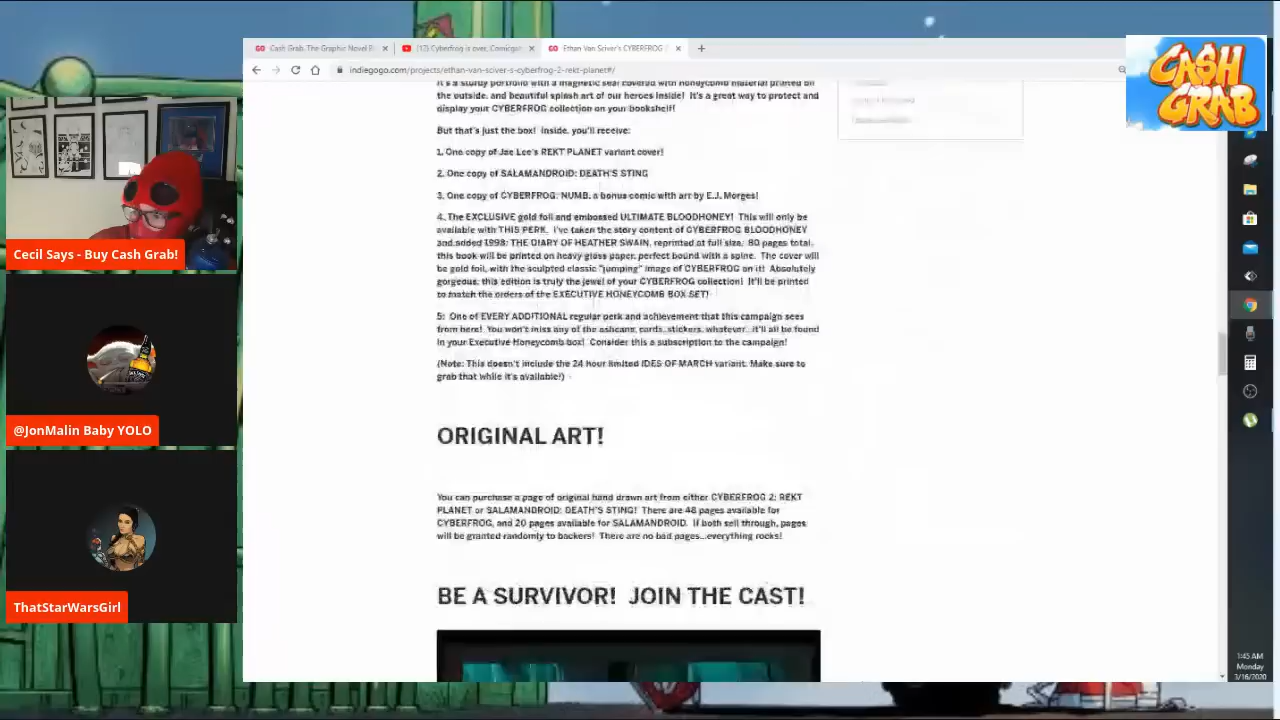 Cash Grab, The Graphic Novel
(12) Cyberfrog is over, Comicga
Ethan Van Sciver's CYBERFROG
indiegogo.com/projects/ethan-van-sciver-s-cyberfrog-2-rekt-planet#/
CASH
GRAB
It's a sturdy portfolio with a magnetic seal covered with honeycomb material printed on
the outside, and beautiful splash art of our heroes inside! It's a great way to protect and
display your CYBERFROG collection on your bookshelf!
But that's just the box! Inside, you'll receive:
1. One copy of Jae Lee's REKT PLANET variant cover!
2. One copy of SALAMANDROID: DEATH'S STING
3. One copy of CYBERFROG: NUMB, a bonus comic with art by E.J. Morges!
4. The EXCLUSIVE gold foil and embossed ULTIMATE BLOODHONEY! This will only be
available with THIS PERK. I've taken the story content of CYBERFROG BLOODHONEY
and added 1998: THE DIARY OF HEATHER SWAIN, reprinted at full size. 80 pages total,
this book will be printed on heavy glass paper, perfect bound with a spine. The cover will
be gold foil, with the sculpted classic "jumping" image of CYBERFROG on it! Absolutely
gorgeous, this edition is truly the jewel of your CYBERFROG collection! It'll be printed
to match the orders of the EXECUTIVE HONEYCOMB BOX SET!
5: One of EVERY ADDITIONAL regular perk and achievement that this campaign sees
from here! You won't miss any of the ashcans, cards, stickers, whatever...it'll all be found
in your Executive Honeycomb box! Consider this a subscription to the campaign!
(Note: This doesn't include the 24 hour limited IDES OF MARCH variant. Make sure to
grab that while it's available!)
ORIGINAL ART!
You can purchase a page of original hand drawn art from either CYBERFROG 2: REKT
PLANET or SALAMANDROID: DEATH'S STING! There are 48 pages available for
CYBERFROG, and 20 pages available for SALAMANDROID. If both sell through, pages
will be granted randomly to backers! There are no bad pages...everything rocks!
BE A SURVIVOR! JOIN THE CAST!
Cecil Says - Buy Cash Grab!
@JonMalin Baby YOLO
ThatStarWarsGirl
1:45 AM
Monday
3/16/2020